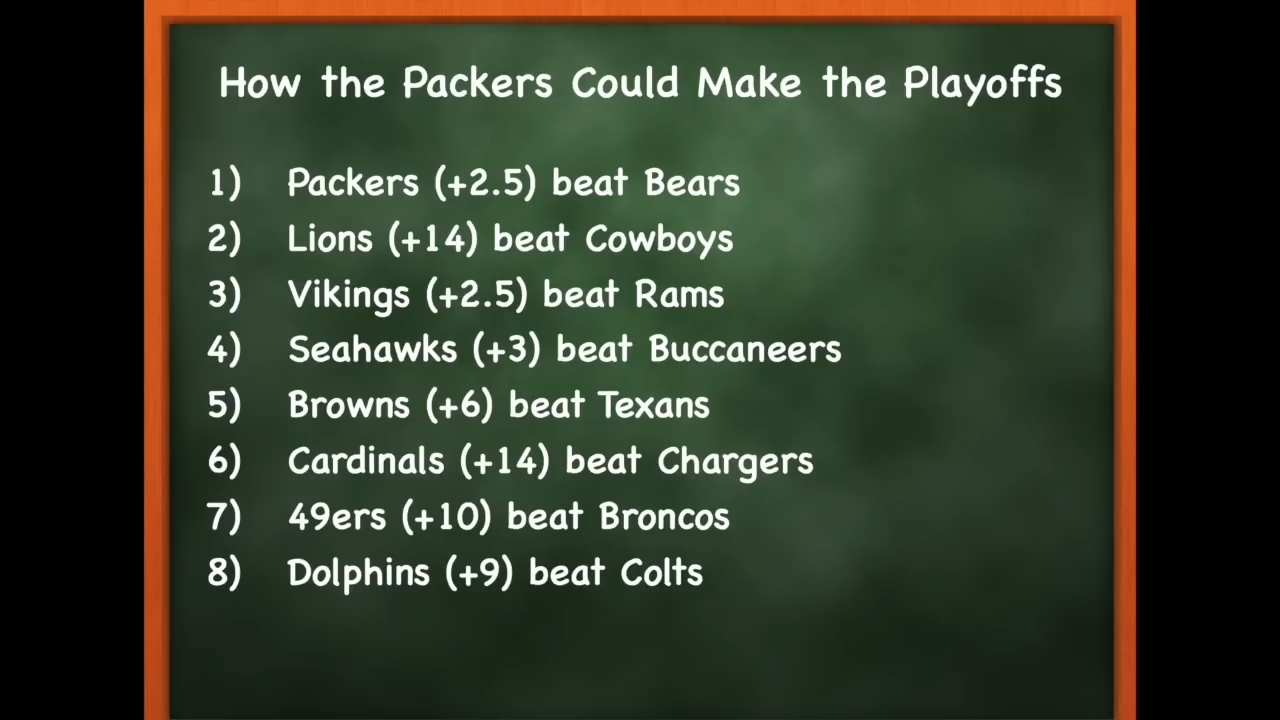 How the Packers Could Make the Playoffs
1) Packers (+2.5) beat Bears
2) Lions (+14) beat Cowboys
3) Vikings (+2.5) beat Rams
4) Seahawks (+3) beat Buccaneers
5) Browns (+6) beat Texans
6) Cardinals (+14) beat Chargers
7) 49ers (+10) beat Broncos
8) Dolphins (+9) beat Colts